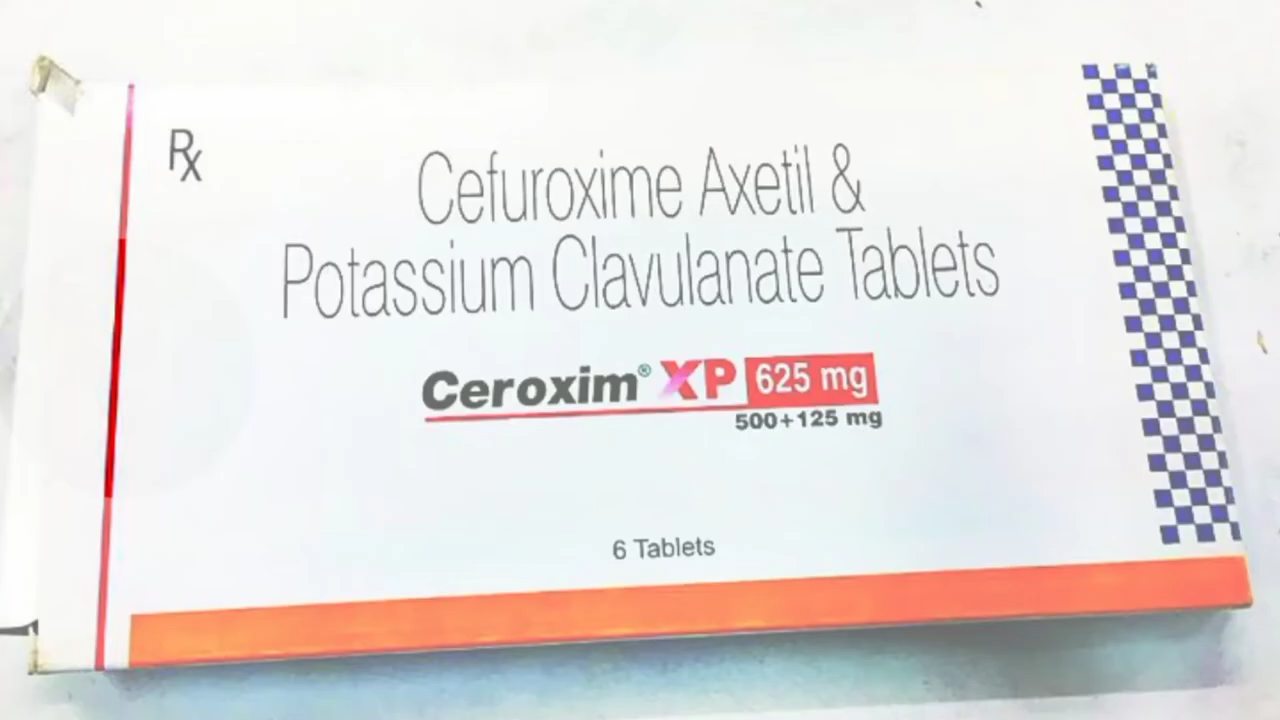 Rx
Cefuroxime Axetil &
Potassium Clavulanate Tablets
Ceroxim® XP 625 mg
500+125 mg
6 Tablets